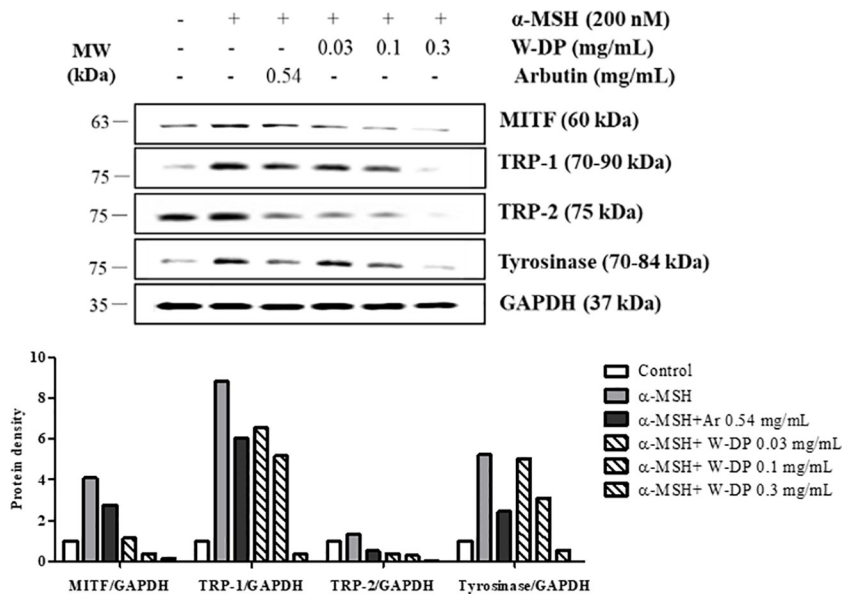 - + + + + + α-MSH (200 nM)
MW - - - 0.03 0.1 0.3 W-DP (mg/mL)
(kDa) - - 0.54 - - - Arbutin (mg/mL)
63 MITF (60 kDa)
75 TRP-1 (70-90 kDa)
75 TRP-2 (75 kDa)
75 Tyrosinase (70-84 kDa)
35 GAPDH (37 kDa)
Protein density
10
8
6
4
2
0
MITF/GAPDH TRP-1/GAPDH TRP-2/GAPDH Tyrosinase/GAPDH
Control
α-MSH
α-MSH+Ar 0.54 mg/mL
α-MSH+ W-DP 0.03 mg/mL
α-MSH+ W-DP 0.1 mg/mL
α-MSH+ W-DP 0.3 mg/mL